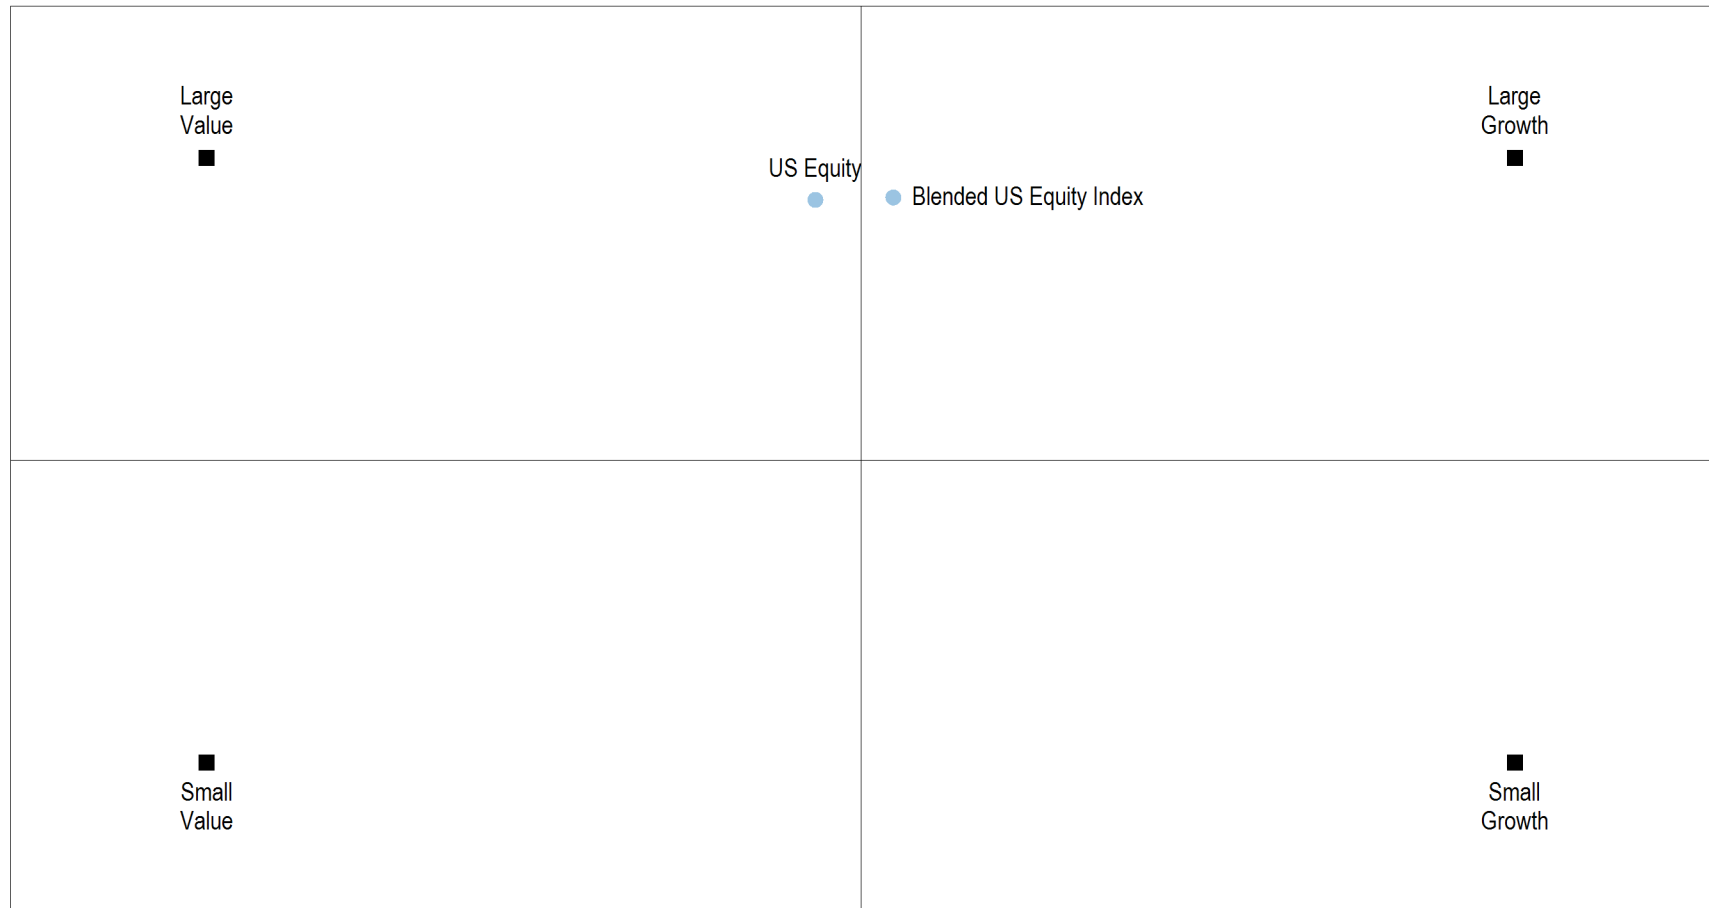 Large
Value
Large
Growth
US Equity
Blended US Equity Index
Small
Value
Small
Growth